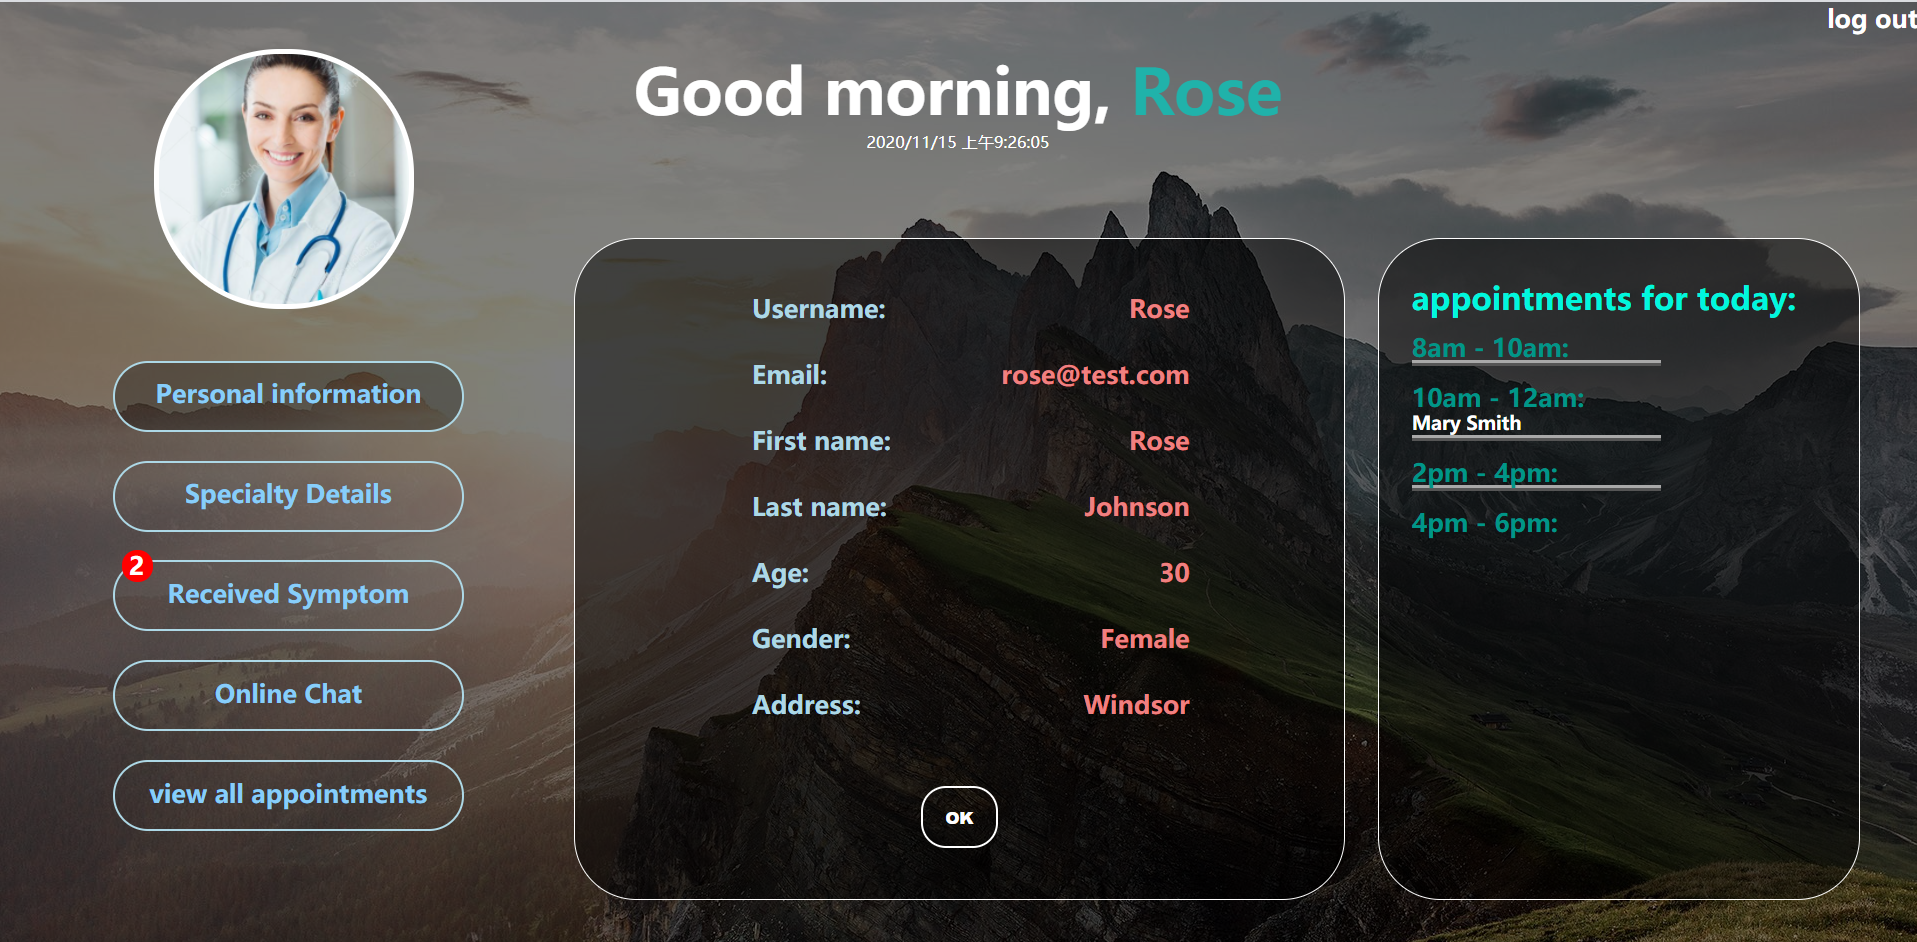 log out
Good morning, Rose
2020/11/15 上午9:26:05
Personal information
Specialty Details
2
Received Symptom
Online Chat
view all appointments
Username: Rose
Email: rose@test.com
First name: Rose
Last name: Johnson
Age: 30
Gender: Female
Address: Windsor
OK
appointments for today:
8am - 10am:
10am - 12am:
Mary Smith
2pm - 4pm:
4pm - 6pm: